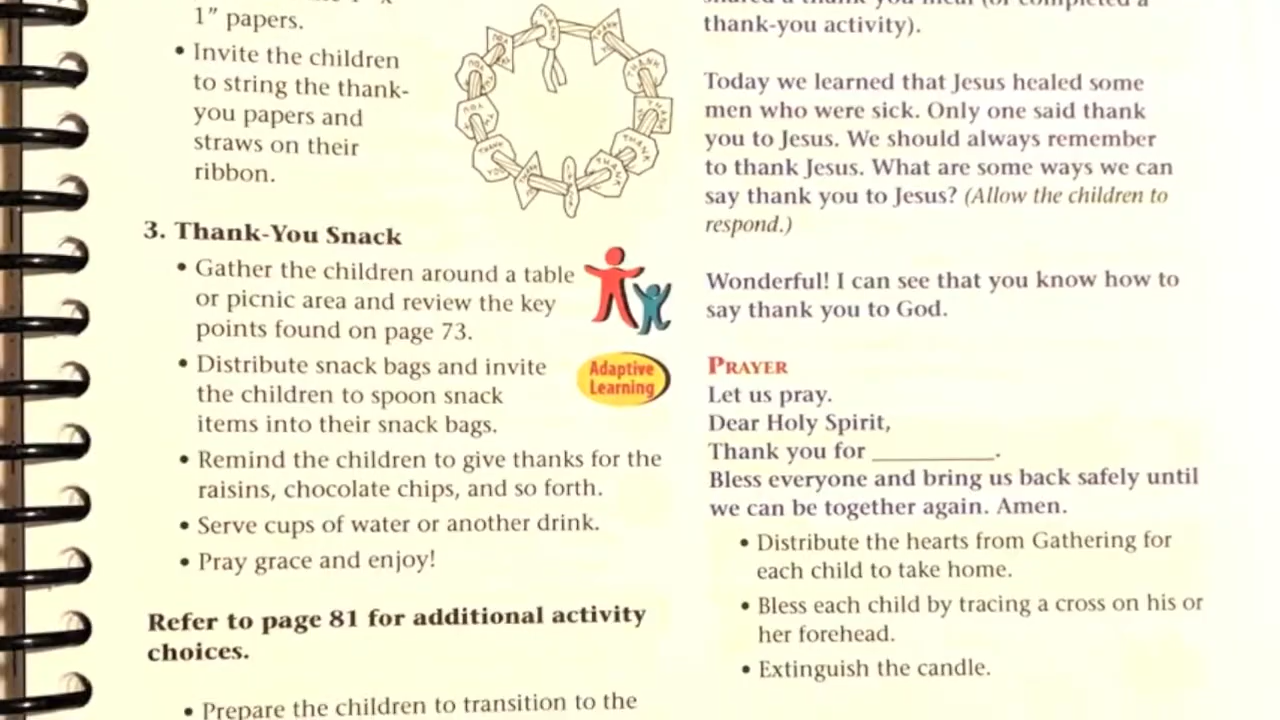 1” papers.
• Invite the children
to string the thank-
you papers and
straws on their
ribbon.
3. Thank-You Snack
• Gather the children around a table
or picnic area and review the key
points found on page 73.
• Distribute snack bags and invite
the children to spoon snack
items into their snack bags.
Adaptive
Learning
• Remind the children to give thanks for the
raisins, chocolate chips, and so forth.
• Serve cups of water or another drink.
• Pray grace and enjoy!
Refer to page 81 for additional activity
choices.
• Prepare the children to transition to the
thank-you activity).
Today we learned that Jesus healed some
men who were sick. Only one said thank
you to Jesus. We should always remember
to thank Jesus. What are some ways we can
say thank you to Jesus? (Allow the children to
respond.)
Wonderful! I can see that you know how to
say thank you to God.
PRAYER
Let us pray.
Dear Holy Spirit,
Thank you for __________.
Bless everyone and bring us back safely until
we can be together again. Amen.
• Distribute the hearts from Gathering for
each child to take home.
• Bless each child by tracing a cross on his or
her forehead.
• Extinguish the candle.